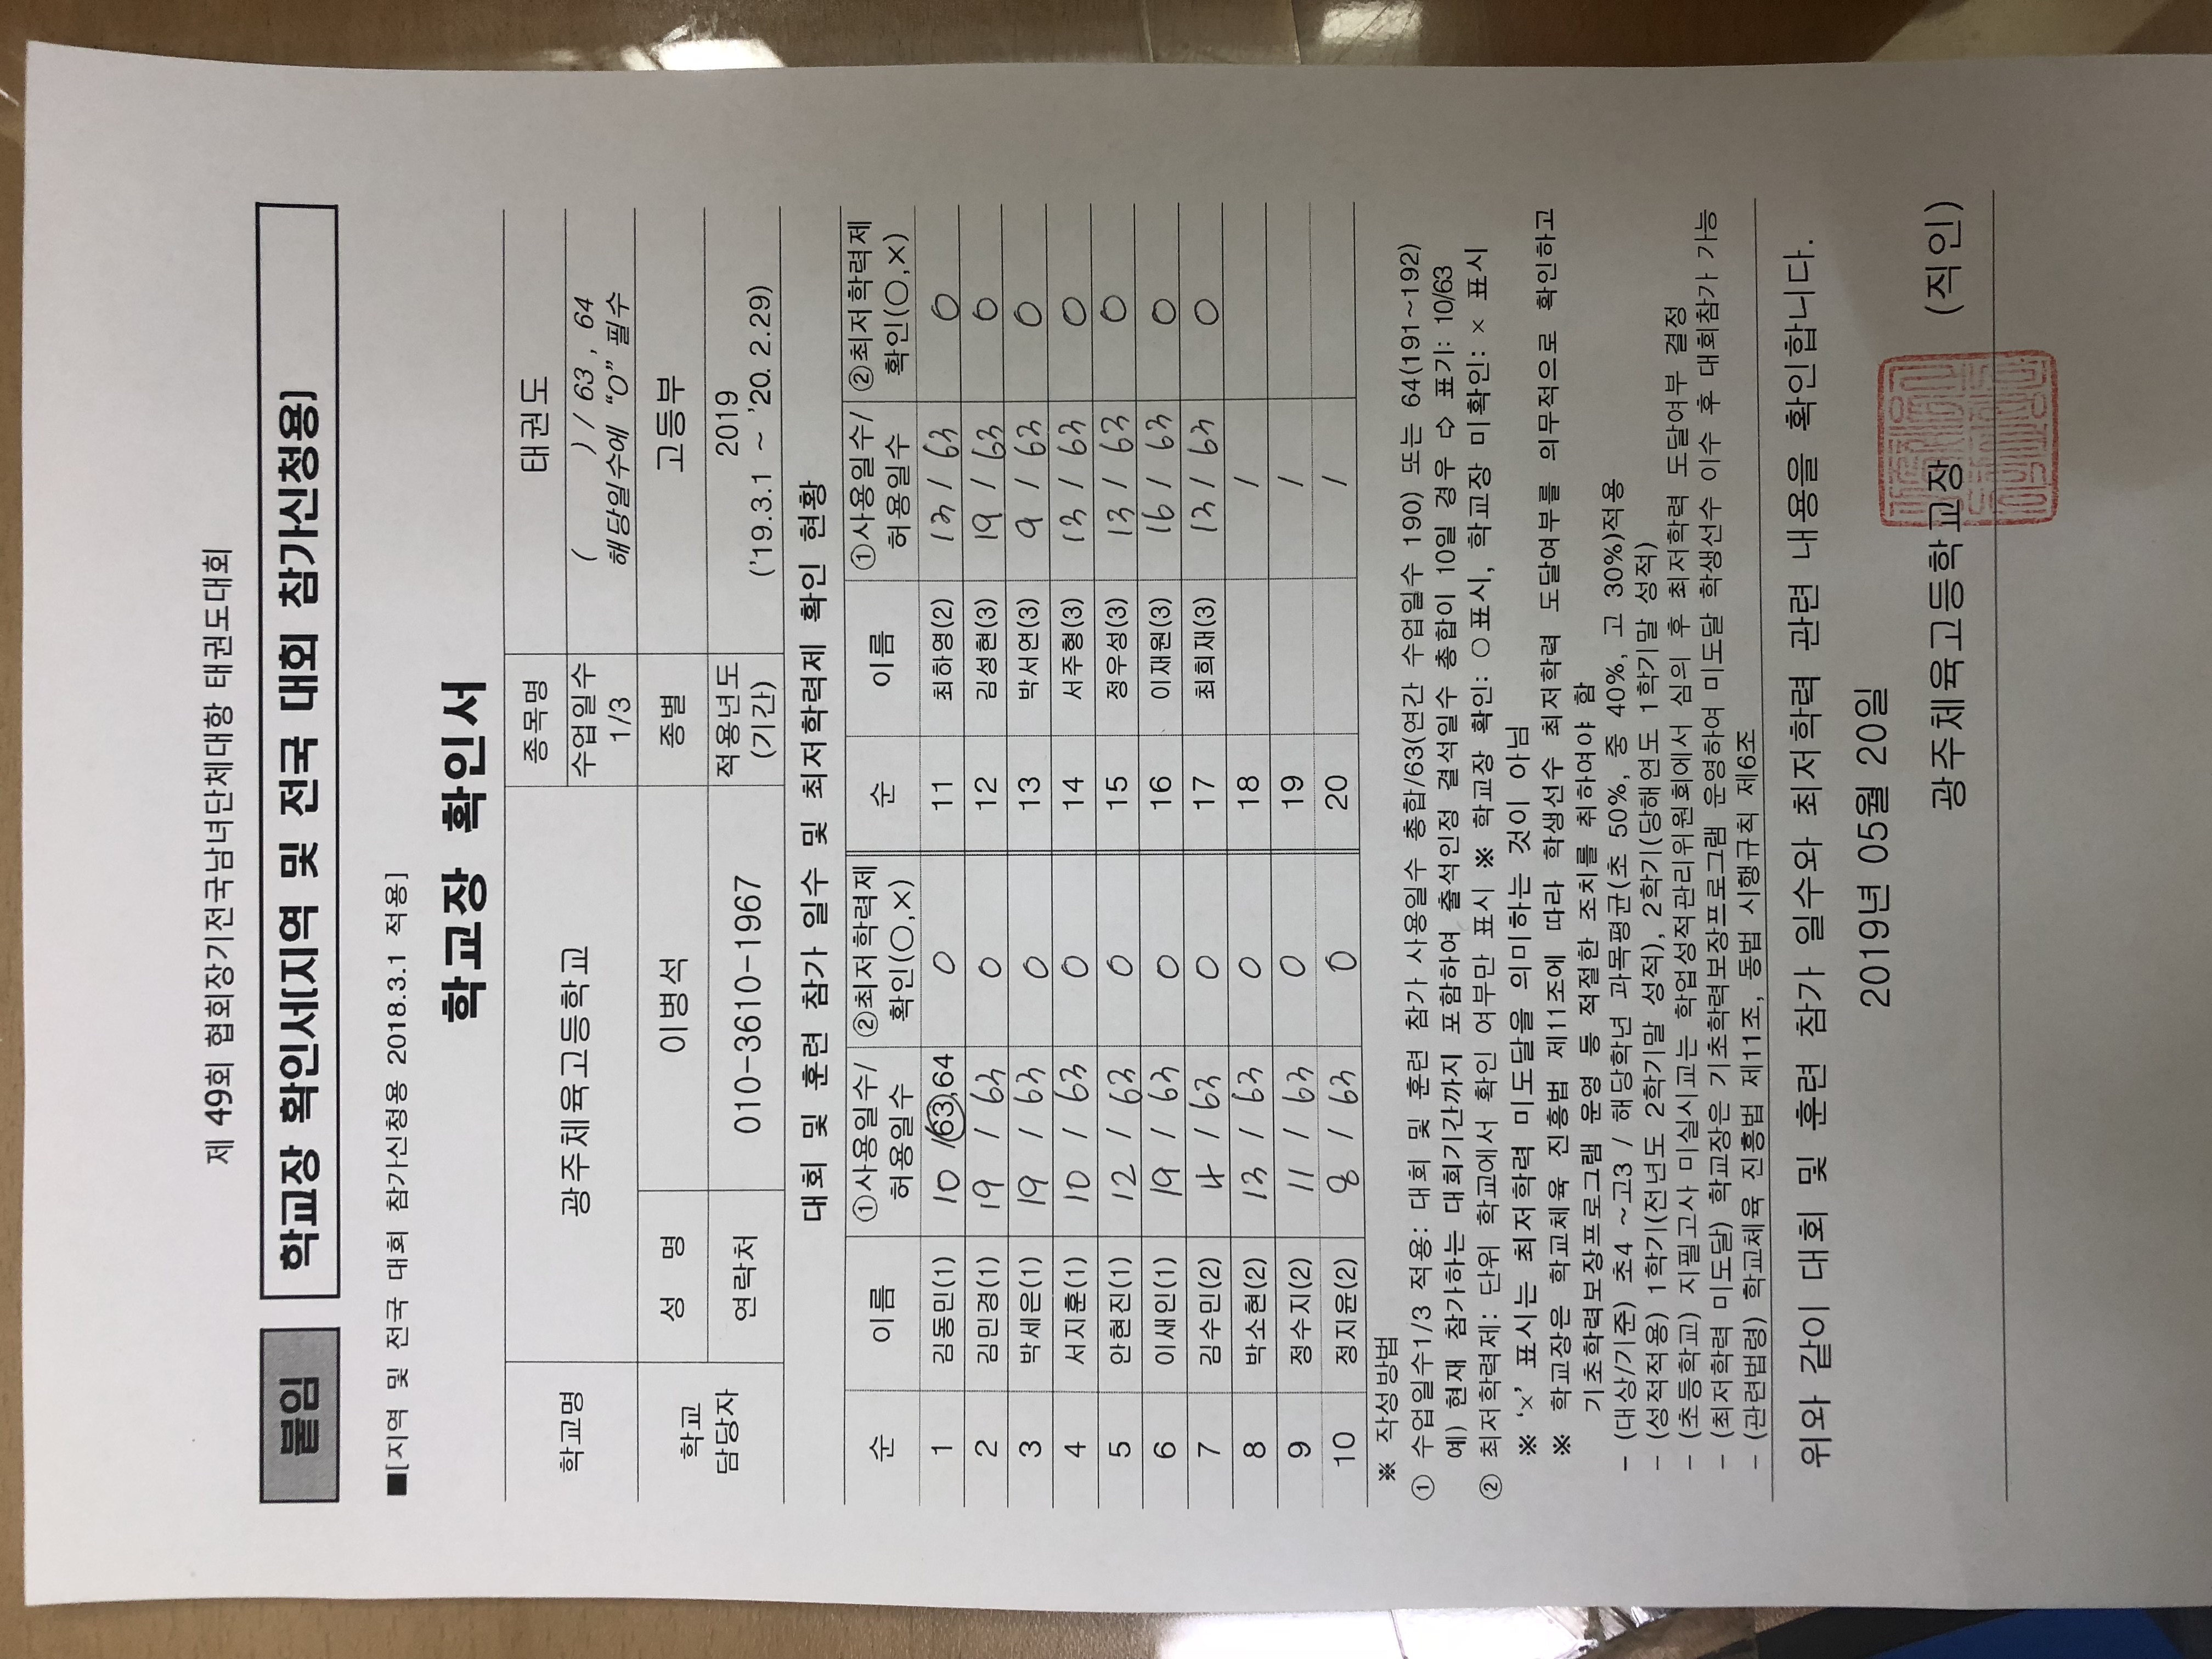 제 49회 협회장기전국남녀단체대항 태권도대회
붙임 학교장 확인서[지역 및 전국 대회 참가신청용]
■[지역 및 전국 대회 참가신청용 2018.3.1 적용]
학교장 확인서
학교명 광주체육고등학교 종목명 태권도
수업일수 1/3 ( ) / 63 , 64
해당일수에 "O" 필수
학교 담당자 성 명 이병석 종별 고등부
연락처 010-3610-1967 적용년도 (기간) 2019
('19.3.1 ~ '20. 2.29)
대회 및 훈련 참가 일수 및 최저학력제 확인 현황
순 이름 ①사용일수/허용일수 ②최저학력제 확인(○,×) 순 이름 ①사용일수/허용일수 ②최저학력제 확인(○,×)
1 김동민(1) 10 /63,64 O 11 최하영(2) 13 / 63 O
2 김민경(1) 19 / 63 O 12 김성현(3) 19 / 63 O
3 박세은(1) 19 / 63 O 13 박서연(3) 9 / 63 O
4 서지훈(1) 10 / 63 O 14 서주형(3) 13 / 63 O
5 안현진(1) 12 / 63 O 15 정우성(3) 13 / 63 O
6 이새인(1) 19 / 63 O 16 이재원(3) 16 / 63 O
7 김수민(2) 4 / 63 O 17 최희재(3) 13 / 63 O
8 박소현(2) 13 / 63 O 18 /
9 정수지(2) 11 / 63 O 19 /
10 정지윤(2) 8 / 63 O 20 /
※ 작성방법
① 수업일수1/3 적용: 대회 및 훈련 참가 사용일수 총합/63(연간 수업일수 190) 또는 64(191~192)
예) 현재 참가하는 대회기간까지 포함하여 출석인정 결석일수 총합이 10일 경우 ⇨ 표기: 10/63
② 최저학력제: 단위 학교에서 확인 여부만 표시 ※ 학교장 확인: ○ 표시, 학교장 미확인: × 표시
※ '×' 표시는 최저학력 미도달을 의미하는 것이 아님
※ 학교장은 학교체육 진흥법 제11조에 따라 학생선수 최저학력 도달여부를 의무적으로 확인하고
기초학력보장프로그램 운영 등 적절한 조치를 취하여야 함
- (대상/기준) 초4 ~고3 / 해당학년 과목평균(초 50%, 중 40%, 고 30%)적용
- (성적적용) 1학기(전년도 2학기말 성적), 2학기(당해연도 1학기말 성적)
- (초등학교) 지필고사 미실시교는 학업성적관리위원회에서 심의 후 최저학력 도달여부 결정
- (최저학력 미도달) 학교장은 기초학력보장프로그램 운영하여 미도달 학생선수 이수 후 대회참가 가능
- (관련법령) 학교체육 진흥법 제11조, 동법 시행규칙 제6조
위와 같이 대회 및 훈련 참가 일수와 최저학력 관련 내용을 확인합니다.
2019년 05월 20일
광주체육고등학교장 (직인)